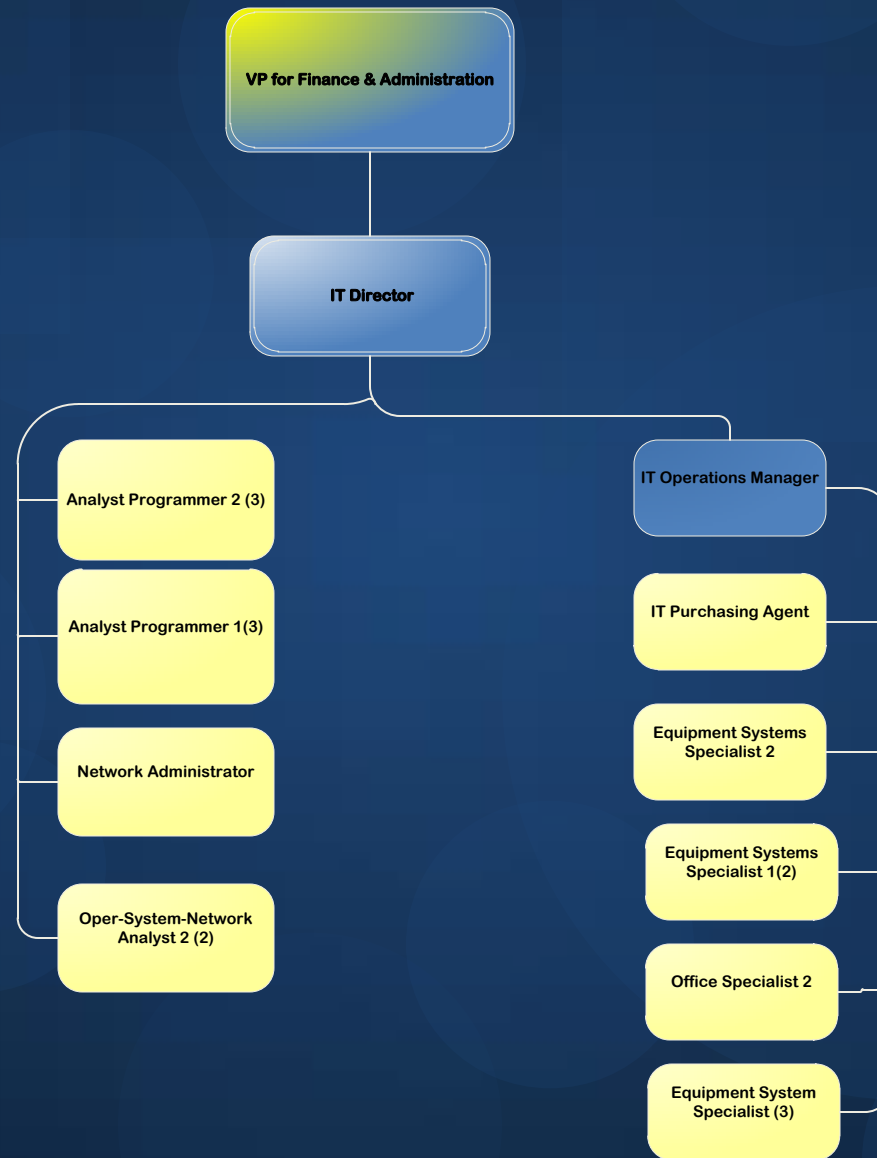 VP for Finance & Administration
IT Director
Analyst Programmer 2 (3)
Analyst Programmer 1(3)
Network Administrator
Oper-System-Network
Analyst 2 (2)
IT Operations Manager
IT Purchasing Agent
Equipment Systems
Specialist 2
Equipment Systems
Specialist 1(2)
Office Specialist 2
Equipment System
Specialist (3)